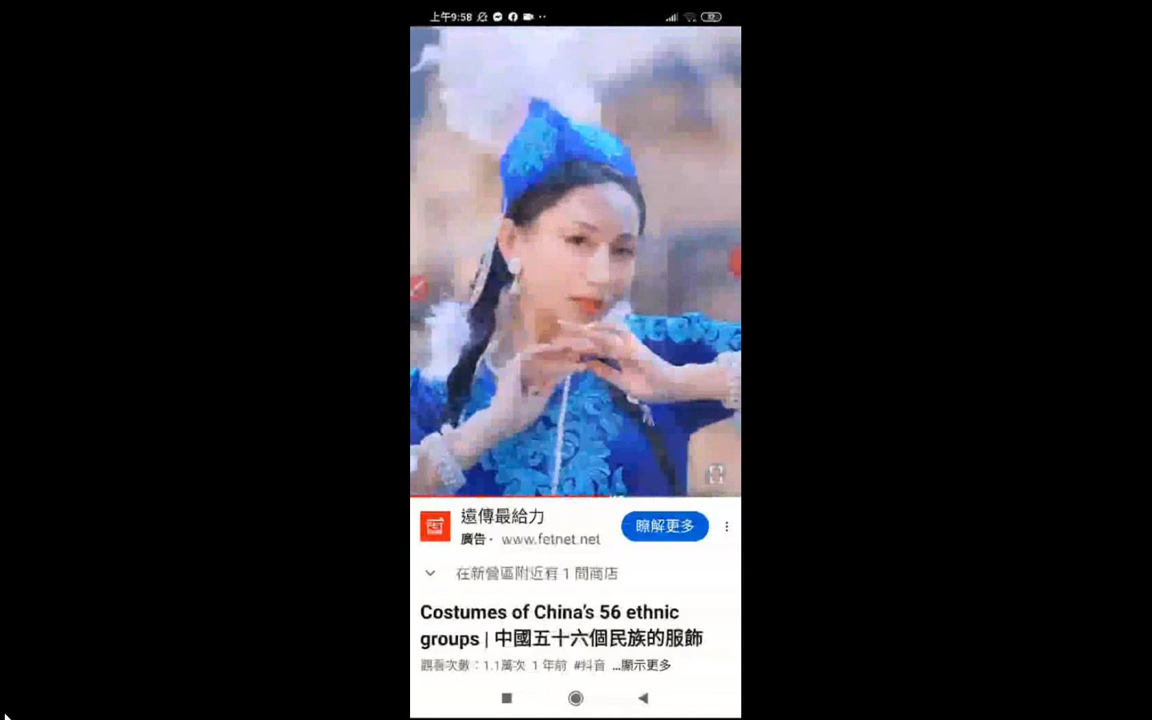 上午9:58
遠傳最給力
瞭解更多
廣告· www.fetnet.net
在新營區附近有 1 間商店
Costumes of China's 56 ethnic
groups | 中國五十六個民族的服飾
觀看次數：1.1萬次 1 年前 #抖音 ...顯示更多